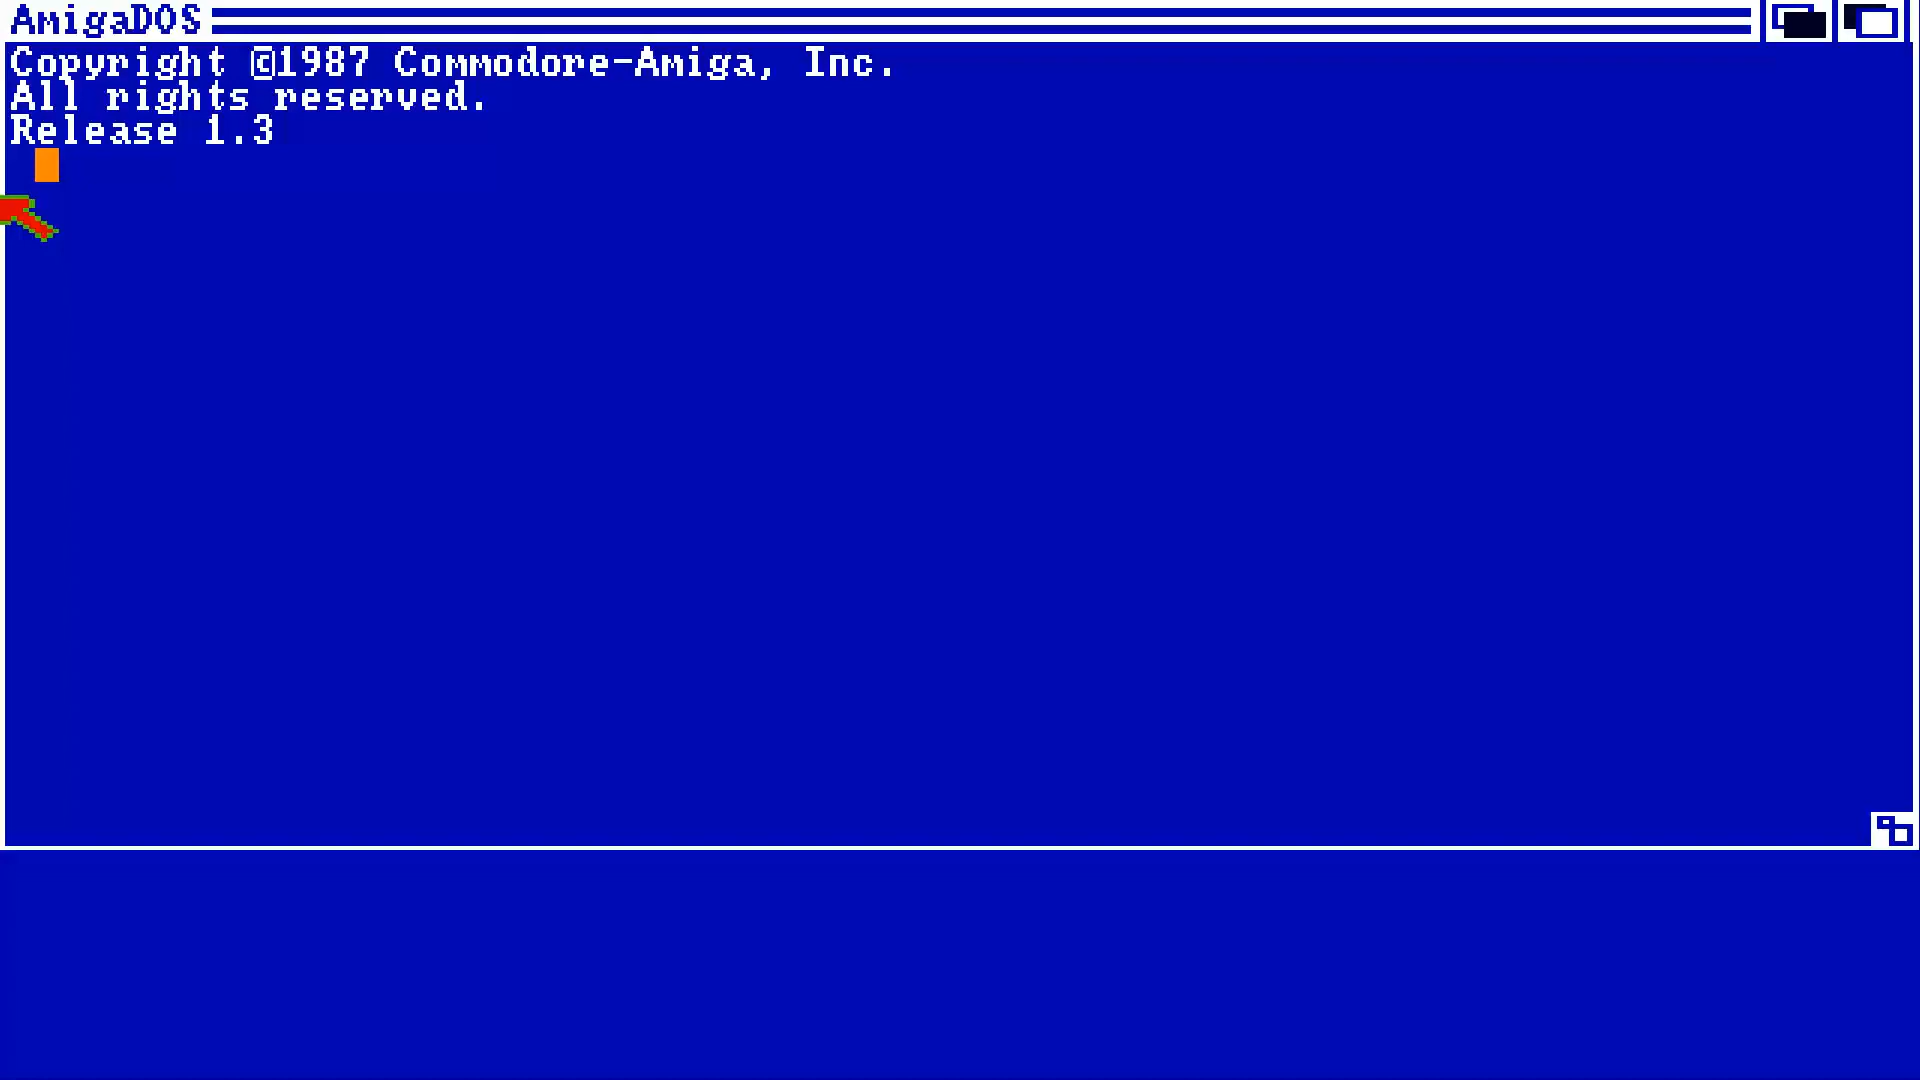 AmigaDOS
Copyright ©1987 Commodore-Amiga, Inc.
All rights reserved.
Release 1.3